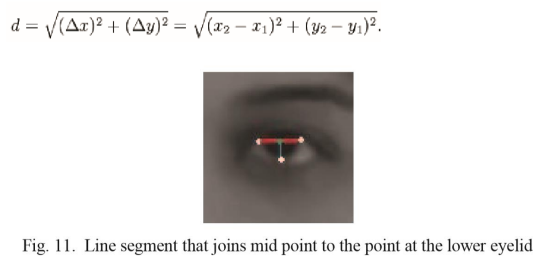 d = √(Δx)² + (Δy)² = √(x₂ − x₁)² + (y₂ − y₁)².
Fig. 11. Line segment that joins mid point to the point at the lower eyelid